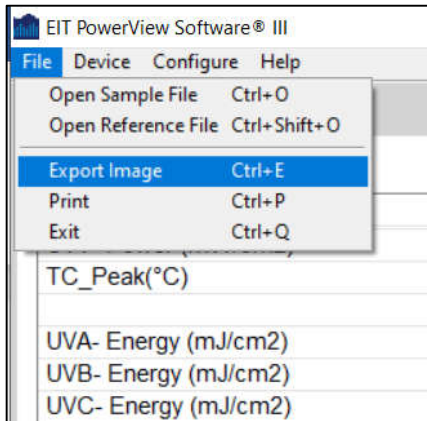 EIT PowerView Software® III
File Device Configure Help
Open Sample File Ctrl+O
Open Reference File Ctrl+Shift+O
Export Image Ctrl+E
Print Ctrl+P
Exit Ctrl+Q
TC_Peak(°C)
UVA- Energy (mJ/cm2)
UVB- Energy (mJ/cm2)
UVC- Energy (mJ/cm2)